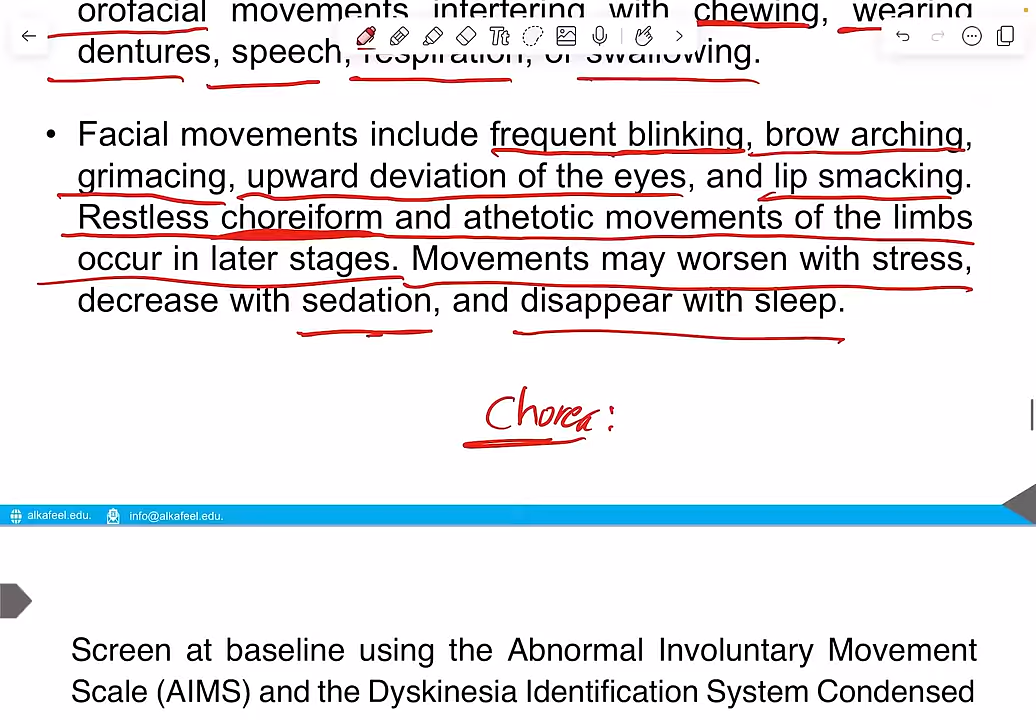 orofacial movements interfering with chewing, wearing
dentures, speech, respiration, or swallowing.
• Facial movements include frequent blinking, brow arching,
grimacing, upward deviation of the eyes, and lip smacking.
Restless choreiform and athetotic movements of the limbs
occur in later stages. Movements may worsen with stress,
decrease with sedation, and disappear with sleep.
Chorea:
alkafeel.edu. info@alkafeel.edu.
Screen at baseline using the Abnormal Involuntary Movement
Scale (AIMS) and the Dyskinesia Identification System Condensed